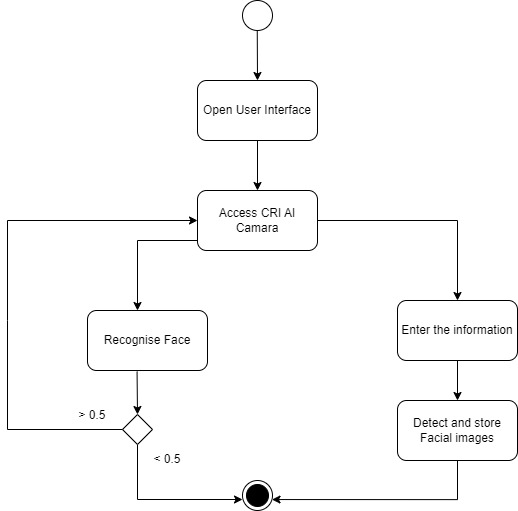 Open User Interface
Access CRI AI
Camara
Recognise Face
Enter the information
> 0.5
Detect and store
Facial images
< 0.5